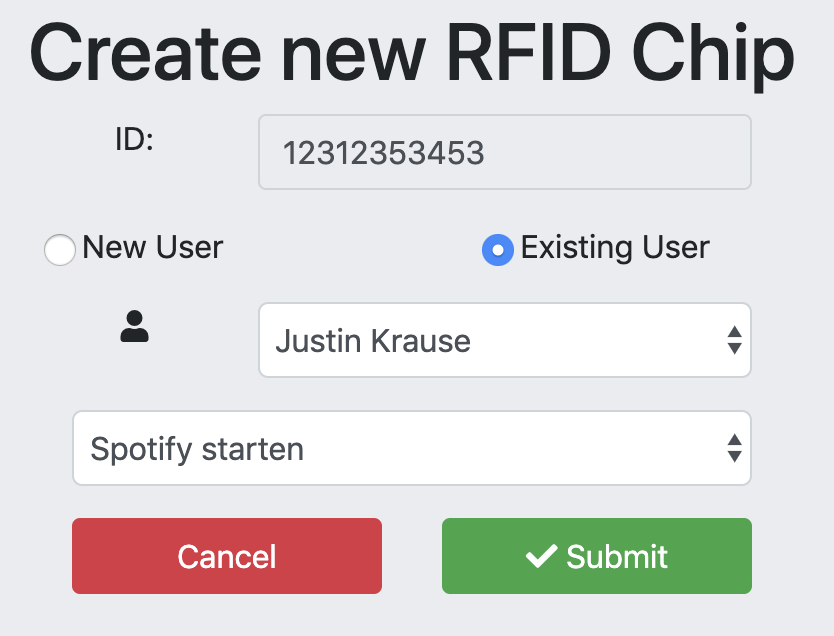 Create new RFID Chip
ID:
12312353453
New User
Existing User
Justin Krause
Spotify starten
Cancel
Submit